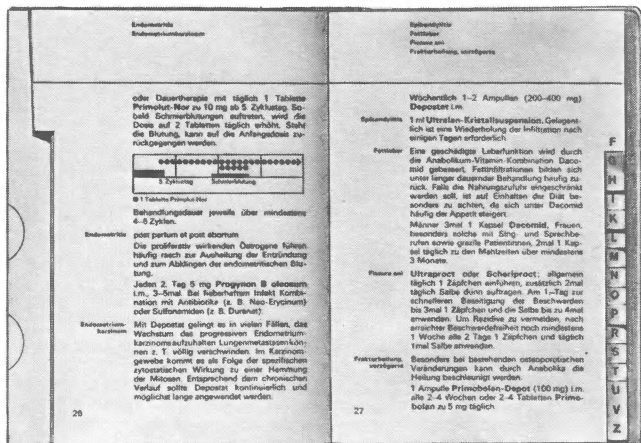 Endometritis
Endometriumkarzinom
oder Dauertherapie mit täglich 1 Tablette
Primolut-Nor zu 10 mg ab 5. Zyklustag. So-
bald Schmierblutungen auftreten, wird die
Dosis auf 2 Tabletten täglich erhöht. Steht
die Blutung, kann auf die Anfangsdosis zu-
rückgegangen werden.
5. Zyklustag Schmierblutung
1 Tablette Primolut-Nor
Behandlungsdauer jeweils über mindestens
4–6 Zyklen.
Endometritis post partum et post abortum
Die proliferativ wirkenden Östrogene führen
häufig rasch zur Ausheilung der Entzündung
und zum Abklingen der endometritischen Blu-
tung.
Jeden 2. Tag 5 mg Progynon B oleosum
i.m., 3–5mal. Bei fieberhaftem Infekt Kombi-
nation mit Antibiotika (z. B. Neo-Erycinum)
oder Sulfonamiden (z. B. Durenat).
Endometrium-
karzinom
Mit Depostat gelingt es in vielen Fällen, das
Wachstum des progressiven Endometrium-
karzinoms aufzuhalten. Lungenmetastasen kön-
nen z. T. völlig verschwinden. Im Karzinom-
gewebe kommt es als Folge der spezifischen
zytostatischen Wirkung zu einer Hemmung
der Mitosen. Entsprechend dem chronischen
Verlauf sollte Depostat kontinuierlich und
möglichst lange angewendet werden.
26
Epikondylitis
Fettleber
Fissura ani
Frakturheilung, verzögerte
Wöchentlich 1–2 Ampullen (200–400 mg)
Depostat i.m.
Epikondylitis 1 ml Ultralan-Kristallsuspension. Gelegent-
lich ist eine Wiederholung der Infiltration nach
einigen Tagen erforderlich.
Fettleber Eine geschädigte Leberfunktion wird durch
die Anabolikum-Vitamin-Kombination Daco-
mid gebessert. Fettinfiltrationen bilden sich
unter langer dauernder Behandlung häufig zu-
rück. Falls die Nahrungszufuhr eingeschränkt
werden soll, ist auf Einhalten der Diät be-
sonders zu achten, da sich unter Dacomid
häufig der Appetit steigert.
Männer 3mal 1 Kapsel Dacomid, Frauen,
besonders solche mit Sing- und Sprechbe-
rufen sowie grazile Patientinnen, 2mal 1 Kap-
sel täglich zu den Mahlzeiten über mindestens
3 Monate.
Fissura ani Ultraproct oder Scheriproct: allgemein
täglich 1 Zäpfchen einführen, zusätzlich 2mal
täglich Salbe dünn auftragen. Am 1. Tag zur
schnelleren Beseitigung der Beschwerden
bis 3mal 1 Zäpfchen und die Salbe bis zu 4mal
anwenden. Um Rezidive zu vermeiden, nach
erreichter Beschwerdefreiheit noch mindestens
1 Woche alle 2 Tage 1 Zäpfchen und täglich
1mal Salbe anwenden.
Frakturheilung,
verzögerte
Besonders bei bestehenden osteoporotischen
Veränderungen kann durch Anabolika die
Heilung beschleunigt werden.
1 Ampulle Primobolan-Depot (100 mg) i.m.
alle 2–4 Wochen oder 2–4 Tabletten Primo-
bolan zu 5 mg täglich.
27
F
G
H
I
K
L
M
N
O
P
R
S
T
U
V
Z